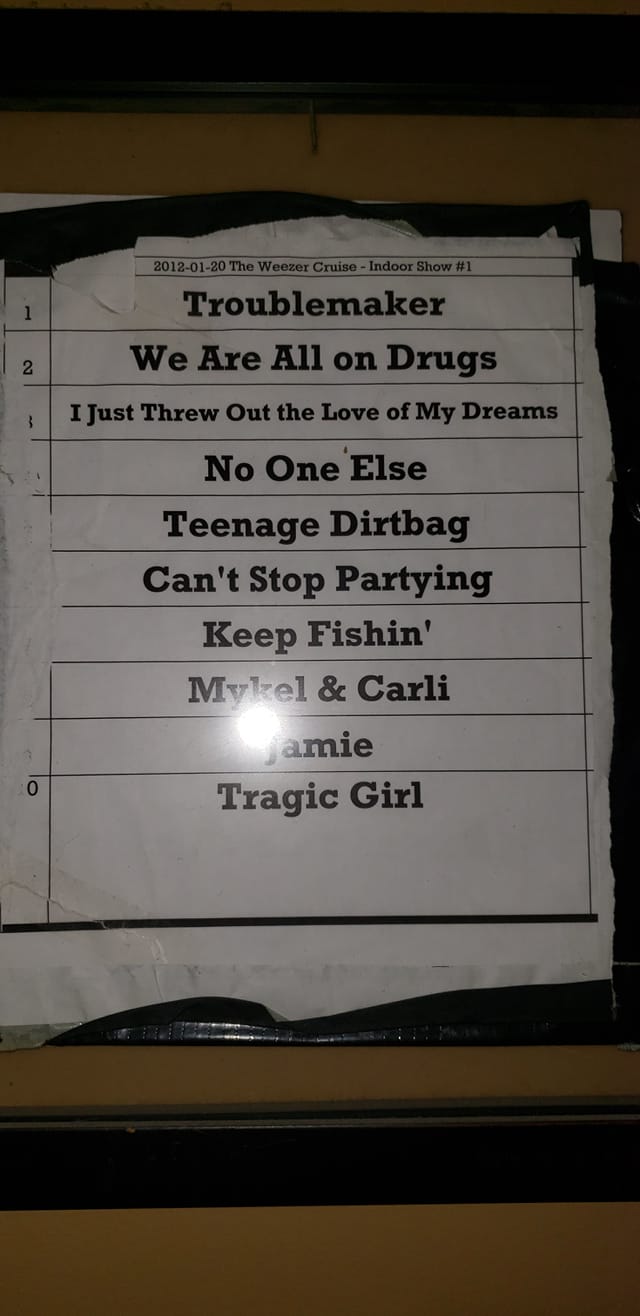 2012-01-20 The Weezer Cruise - Indoor Show #1
1 Troublemaker
2 We Are All on Drugs
I Just Threw Out the Love of My Dreams
No One Else
Teenage Dirtbag
Can't Stop Partying
Keep Fishin'
Mykel & Carli
Jamie
0 Tragic Girl